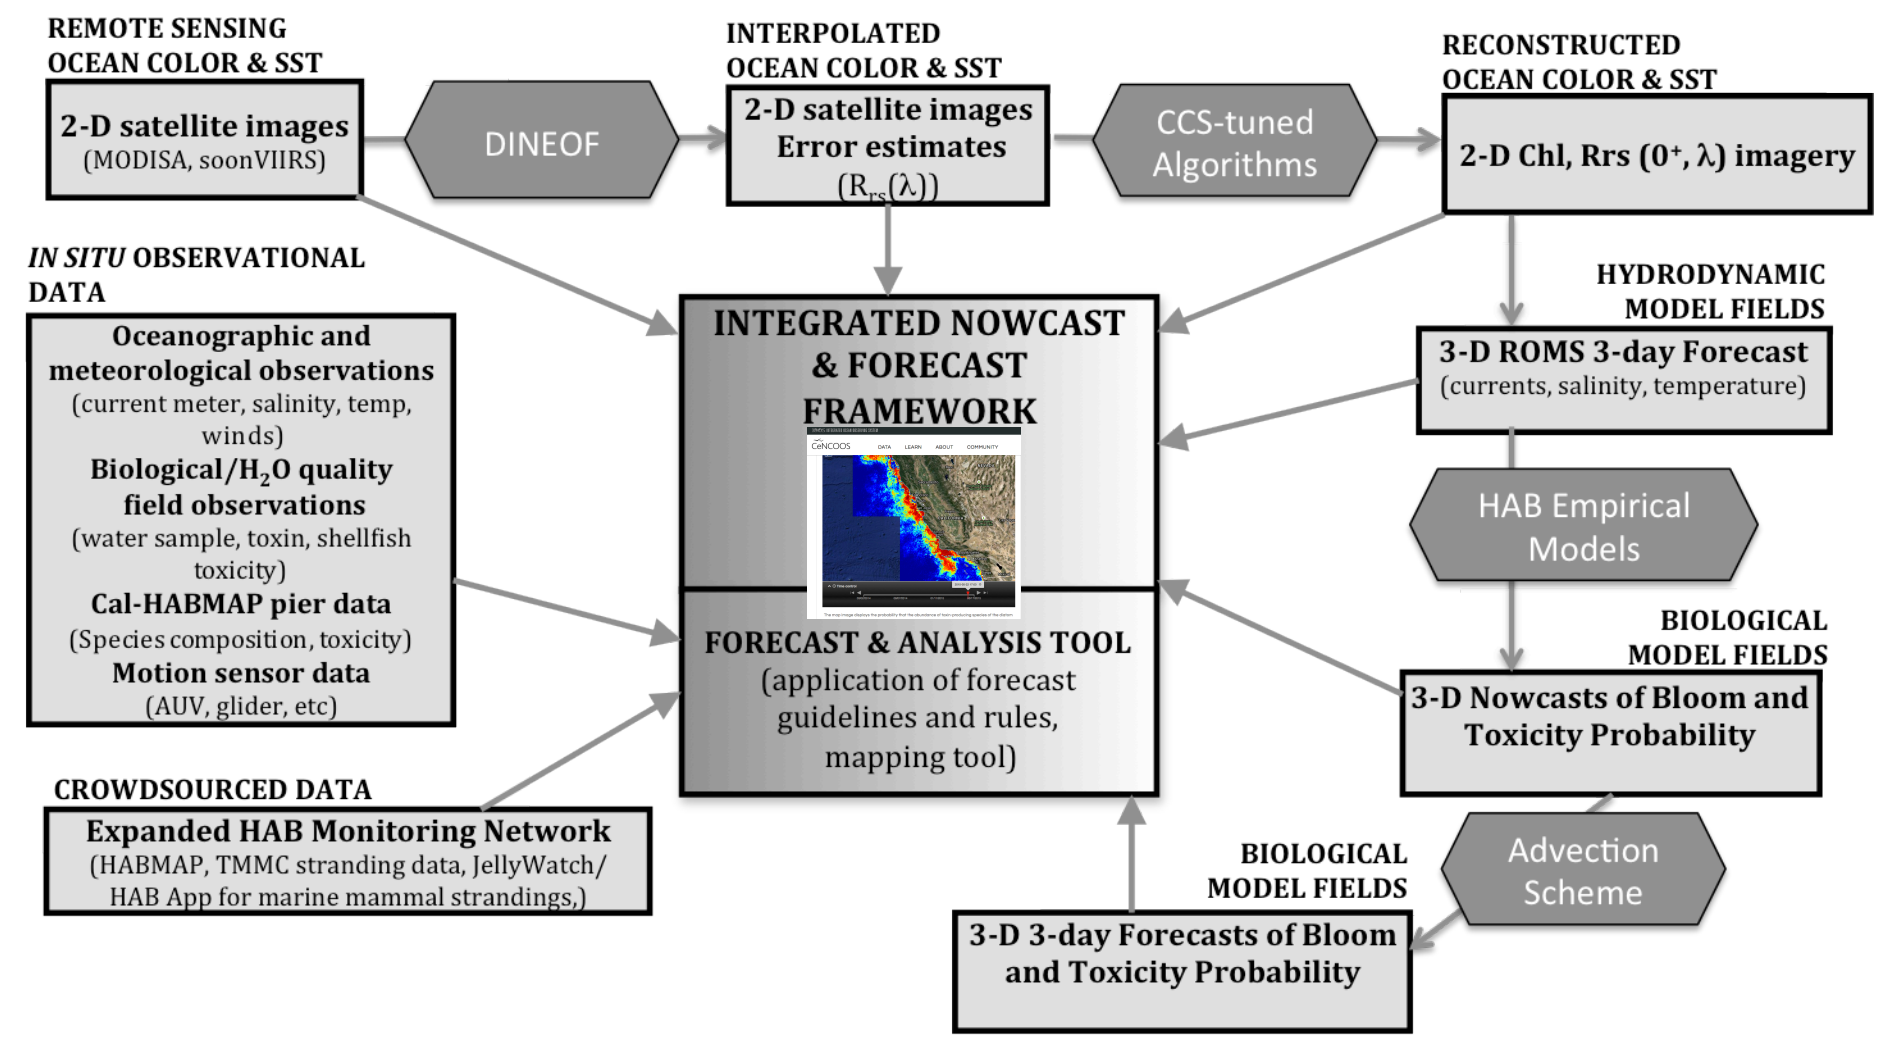 REMOTE SENSING
OCEAN COLOR & SST
2-D satellite images
(MODISA, soonVIIRS)
DINEOF
INTERPOLATED
OCEAN COLOR & SST
2-D satellite images
Error estimates
(Rrs(λ))
CCS-tuned
Algorithms
RECONSTRUCTED
OCEAN COLOR & SST
2-D Chl, Rrs (0⁺, λ) imagery
IN SITU OBSERVATIONAL
DATA
Oceanographic and
meteorological observations
(current meter, salinity, temp,
winds)
Biological/H₂O quality
field observations
(water sample, toxin, shellfish
toxicity)
Cal-HABMAP pier data
(Species composition, toxicity)
Motion sensor data
(AUV, glider, etc)
INTEGRATED NOWCAST
& FORECAST
FRAMEWORK
CeNCOOS
DATA LEARN ABOUT COMMUNITY
FORECAST & ANALYSIS TOOL
(application of forecast
guidelines and rules,
mapping tool)
HYDRODYNAMIC
MODEL FIELDS
3-D ROMS 3-day Forecast
(currents, salinity, temperature)
HAB Empirical
Models
BIOLOGICAL
MODEL FIELDS
3-D Nowcasts of Bloom and
Toxicity Probability
CROWDSOURCED DATA
Expanded HAB Monitoring Network
(HABMAP, TMMC stranding data, JellyWatch/
HAB App for marine mammal strandings,)
Advection
Scheme
BIOLOGICAL
MODEL FIELDS
3-D 3-day Forecasts of Bloom
and Toxicity Probability